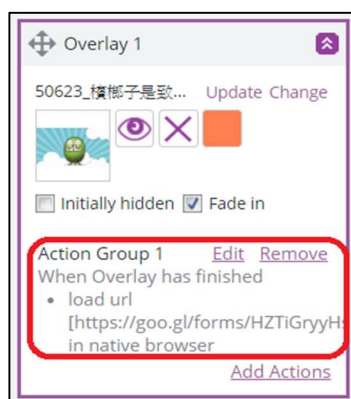 Overlay 1
50623_檳榔子是致... Update Change
Initially hidden Fade in
Action Group 1 Edit Remove
When Overlay has finished
load url
[https://goo.gl/forms/HZTiGryyHs
in native browser
Add Actions